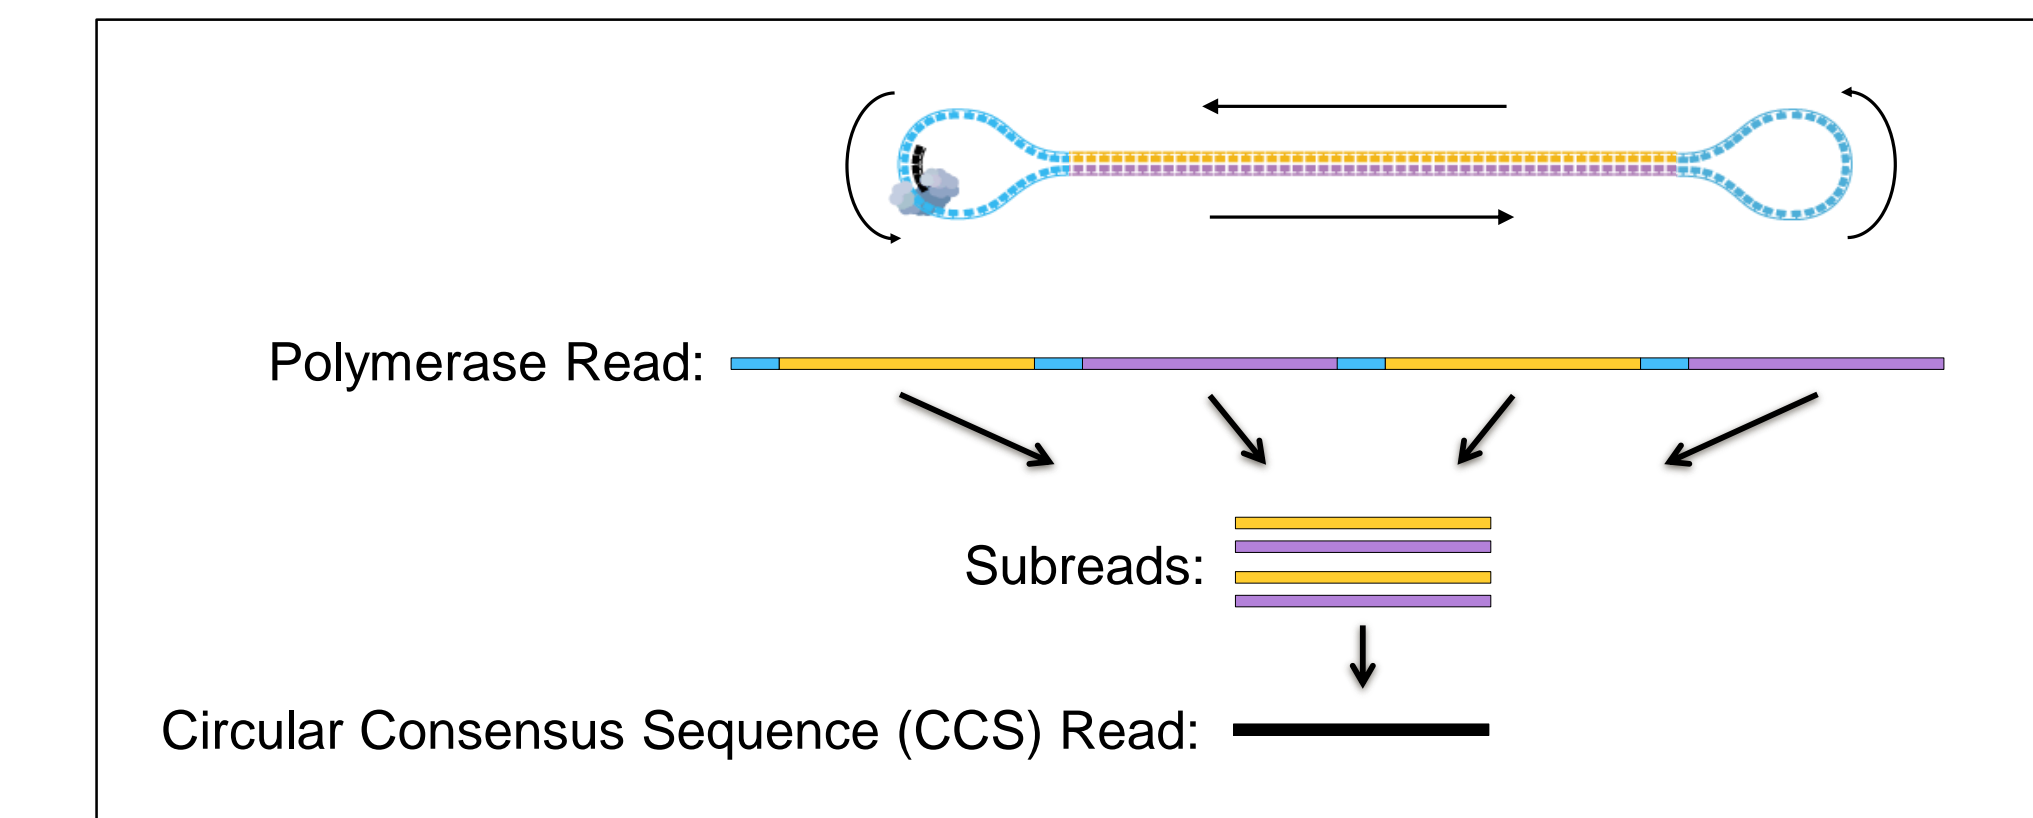 Polymerase Read:
Subreads:
Circular Consensus Sequence (CCS) Read: